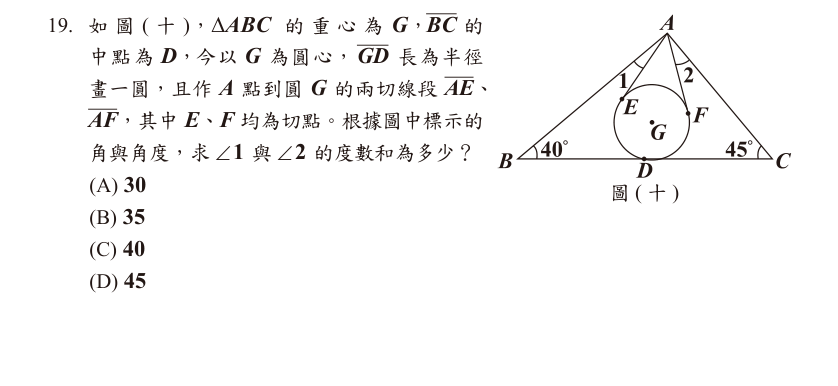 19. 如圖(十)，ΔABC 的重心為 G，BC 的
中點為 D，今以 G 為圓心，GD 長為半徑
畫一圓，且作 A 點到圓 G 的兩切線段 AE、
AF，其中 E、F 均為切點。根據圖中標示的
角與角度，求∠1 與∠2 的度數和為多少？
(A) 30
(B) 35
(C) 40
(D) 45
A
1
2
E
F
G
B
40°
45°
C
D
圖(十)